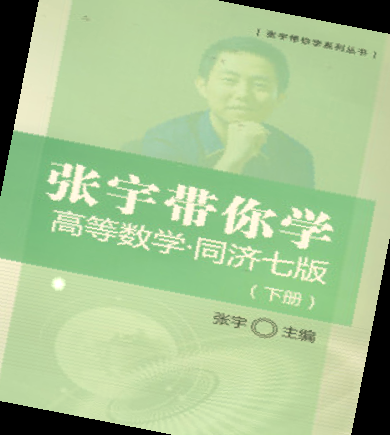 【张宇带你学系列丛书】
张宇带你学
高等数学·同济七版
（下册）
张宇 主编